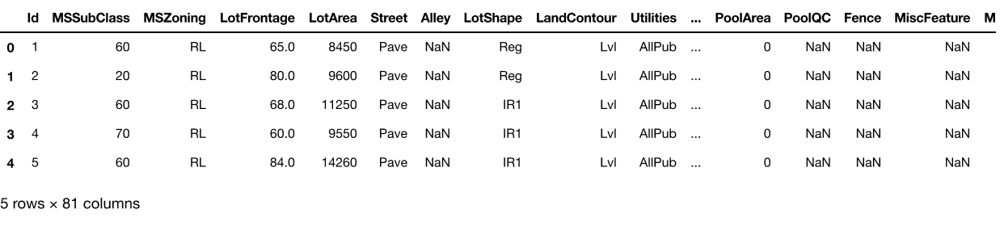 Id MSSubClass MSZoning LotFrontage LotArea Street Alley LotShape LandContour Utilities ... PoolArea PoolQC Fence MiscFeature M
0 1 60 RL 65.0 8450 Pave NaN Reg Lvl AllPub ... 0 NaN NaN NaN
1 2 20 RL 80.0 9600 Pave NaN Reg Lvl AllPub ... 0 NaN NaN NaN
2 3 60 RL 68.0 11250 Pave NaN IR1 Lvl AllPub ... 0 NaN NaN NaN
3 4 70 RL 60.0 9550 Pave NaN IR1 Lvl AllPub ... 0 NaN NaN NaN
4 5 60 RL 84.0 14260 Pave NaN IR1 Lvl AllPub ... 0 NaN NaN NaN
5 rows × 81 columns